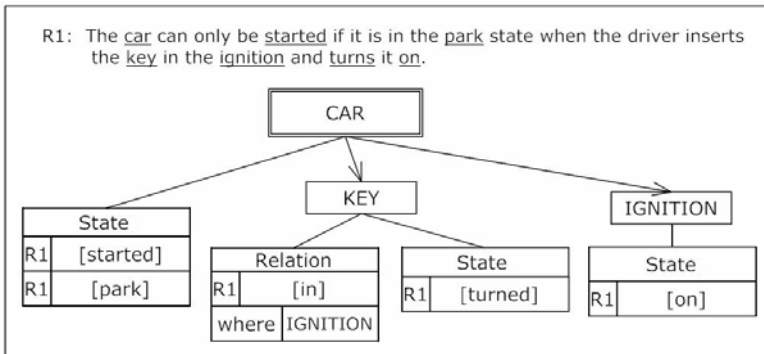 R1: The car can only be started if it is in the park state when the driver inserts
the key in the ignition and turns it on.
CAR
KEY
IGNITION
State
R1 [started]
R1 [park]
Relation
R1 [in]
where IGNITION
State
R1 [turned]
State
R1 [on]